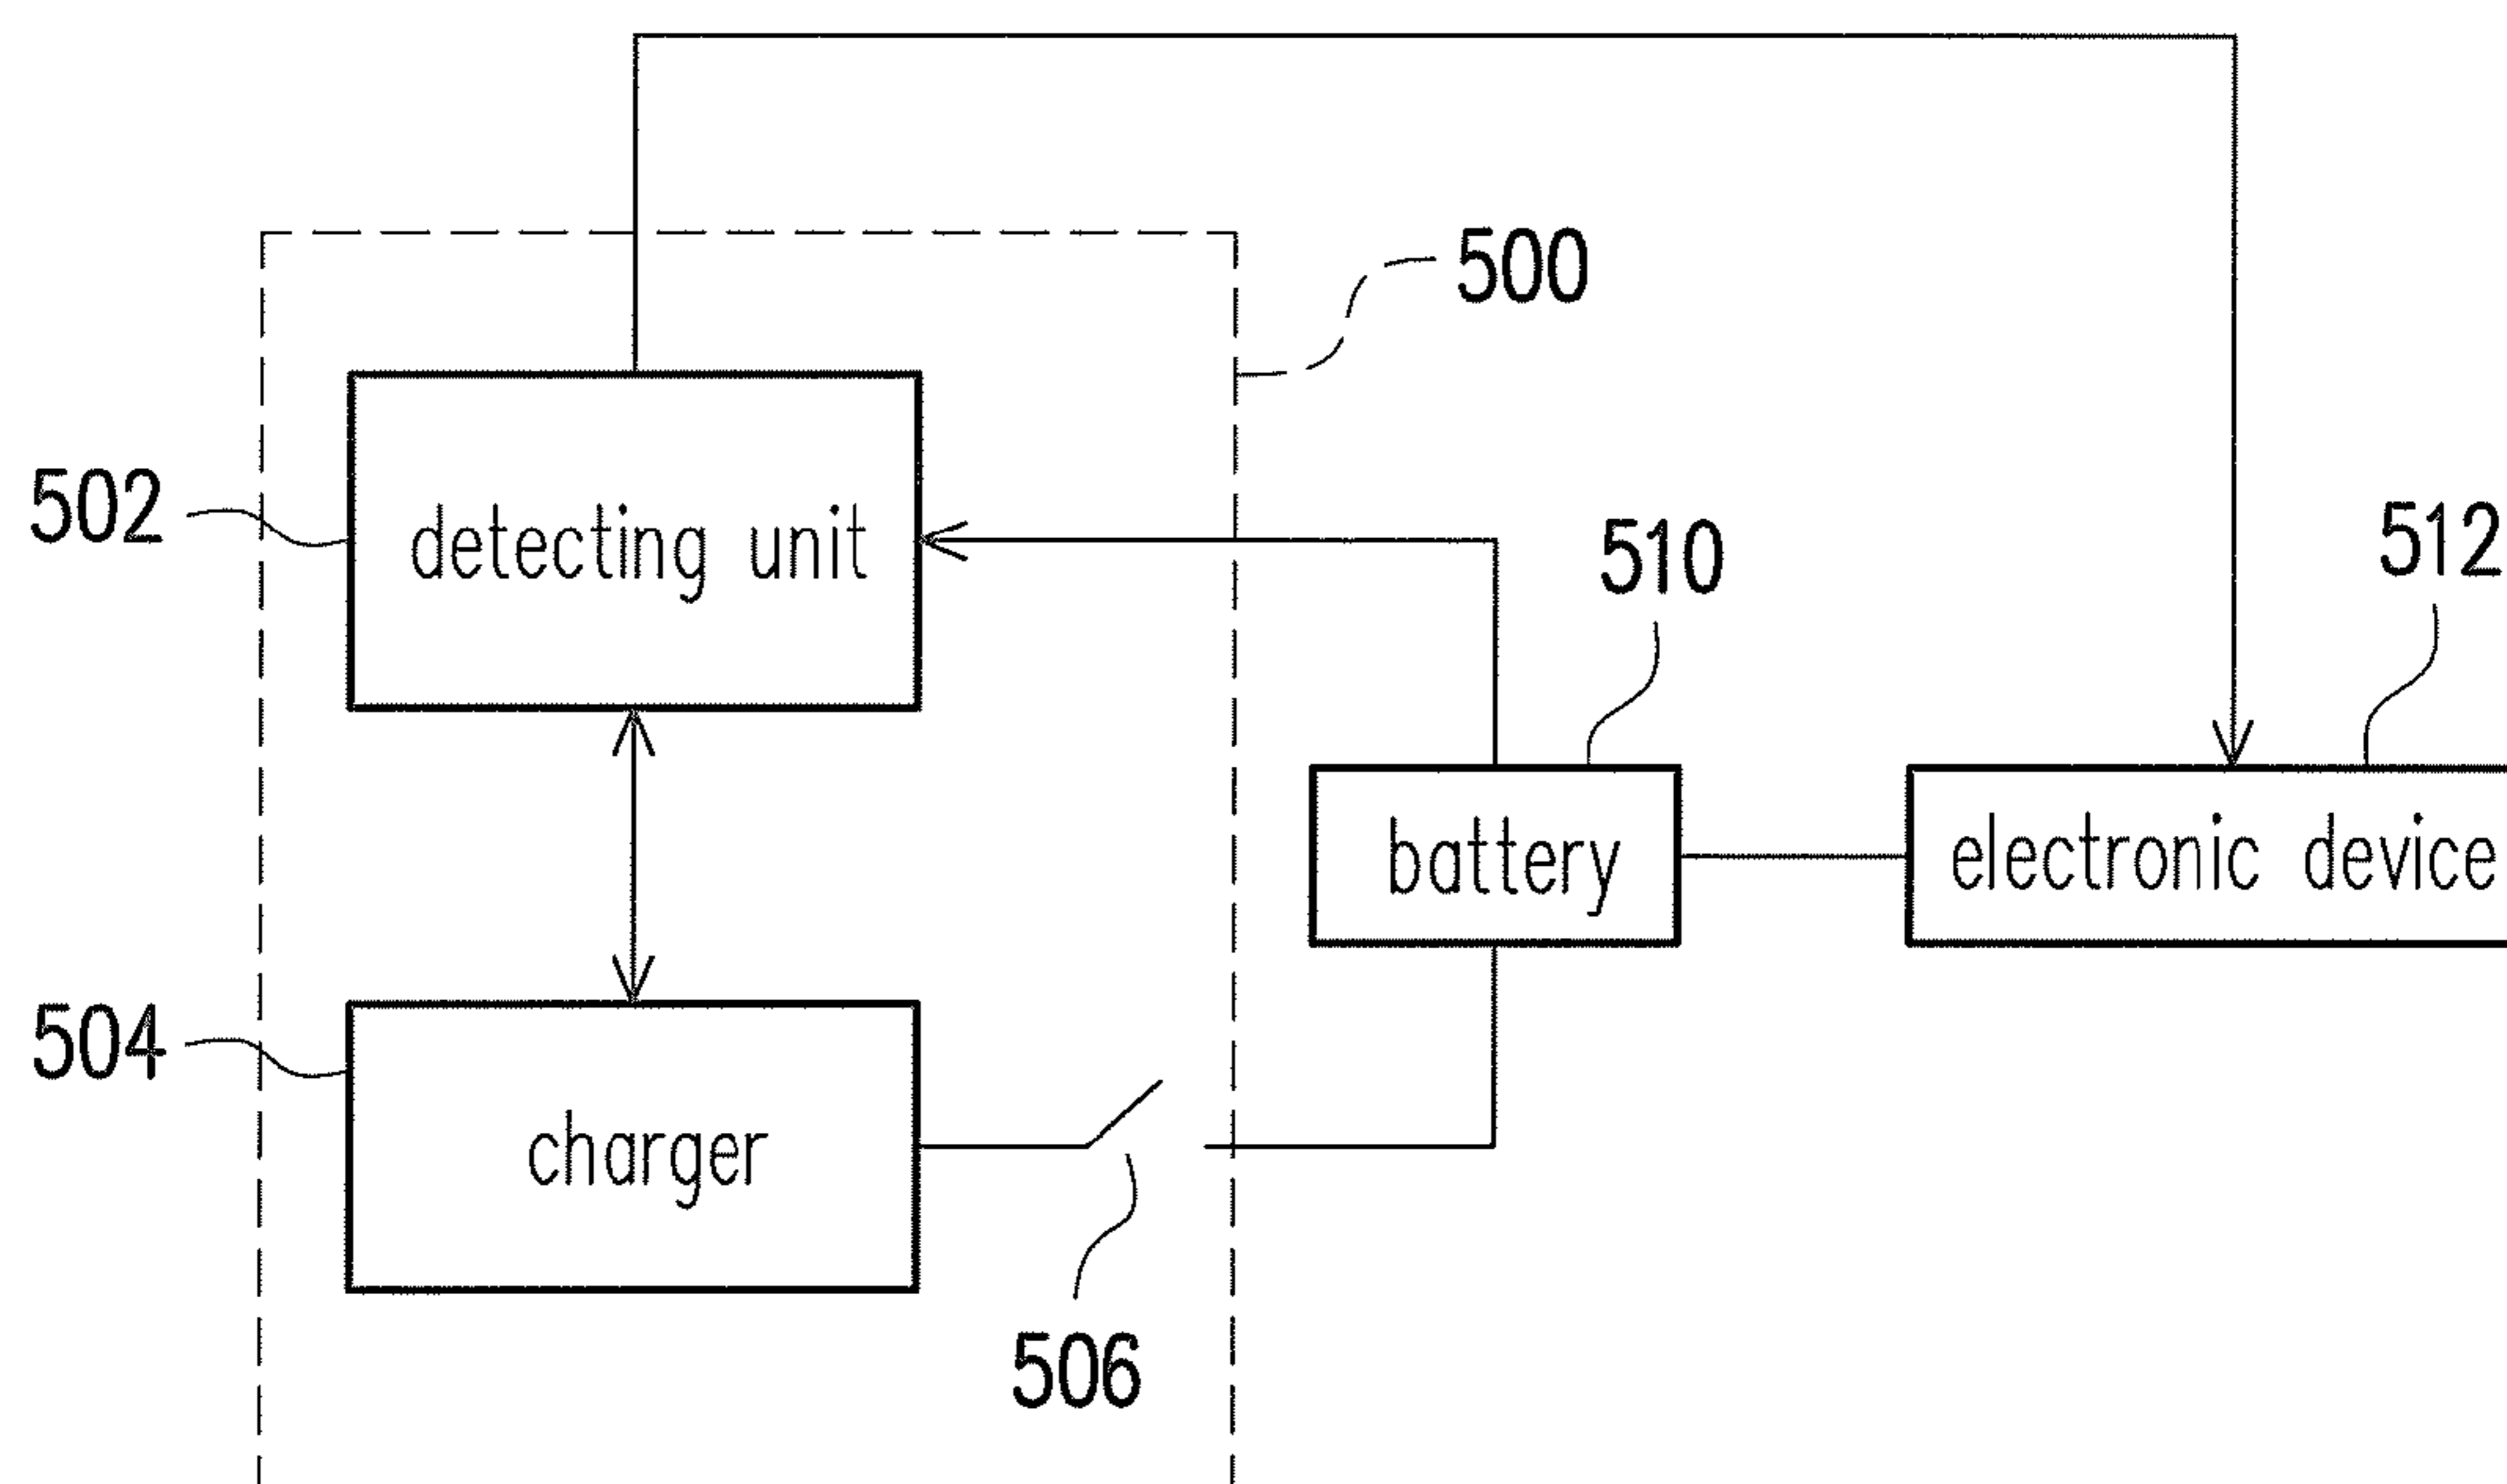 500
502
detecting unit
510
512
battery
electronic device
504
charger
506